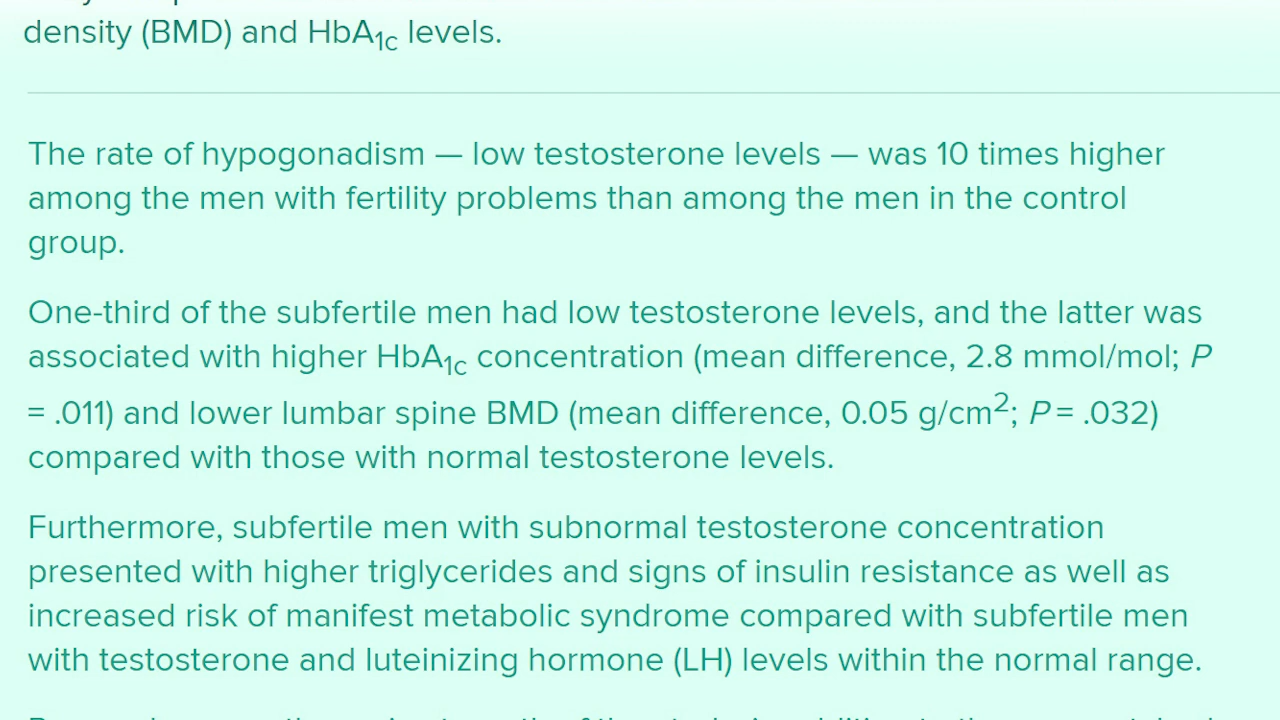 density (BMD) and HbA1c levels.
The rate of hypogonadism — low testosterone levels — was 10 times higher
among the men with fertility problems than among the men in the control
group.
One-third of the subfertile men had low testosterone levels, and the latter was
associated with higher HbA1c concentration (mean difference, 2.8 mmol/mol; P
= .011) and lower lumbar spine BMD (mean difference, 0.05 g/cm2; P = .032)
compared with those with normal testosterone levels.
Furthermore, subfertile men with subnormal testosterone concentration
presented with higher triglycerides and signs of insulin resistance as well as
increased risk of manifest metabolic syndrome compared with subfertile men
with testosterone and luteinizing hormone (LH) levels within the normal range.